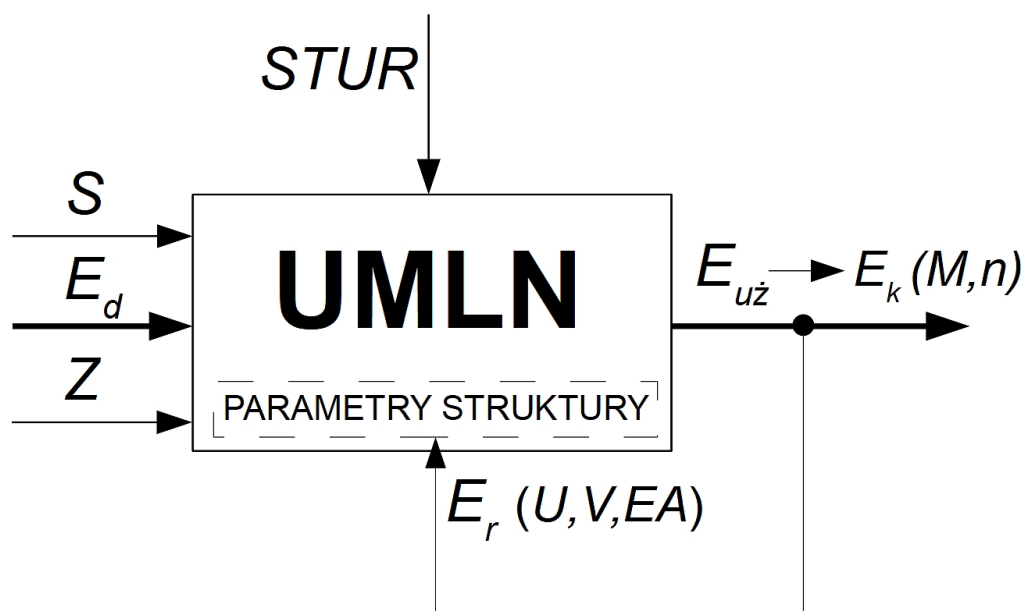 STUR
S
E_d
Z
UMLN
PARAMETRY STRUKTURY
E_uż → E_k (M,n)
E_r (U,V,EA)